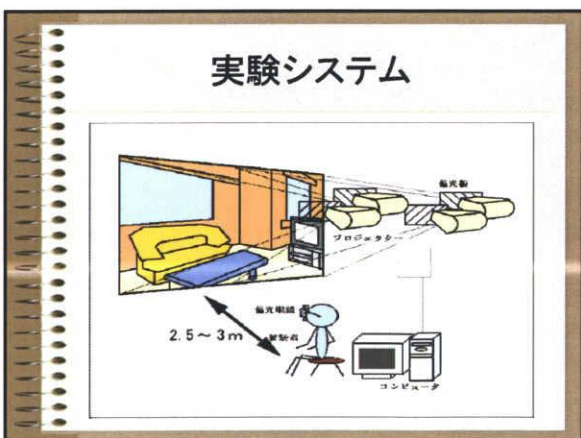 実験システム
偏光板
プロジェクター
偏光眼鏡
2.5～3m
被験者
コンピュータ